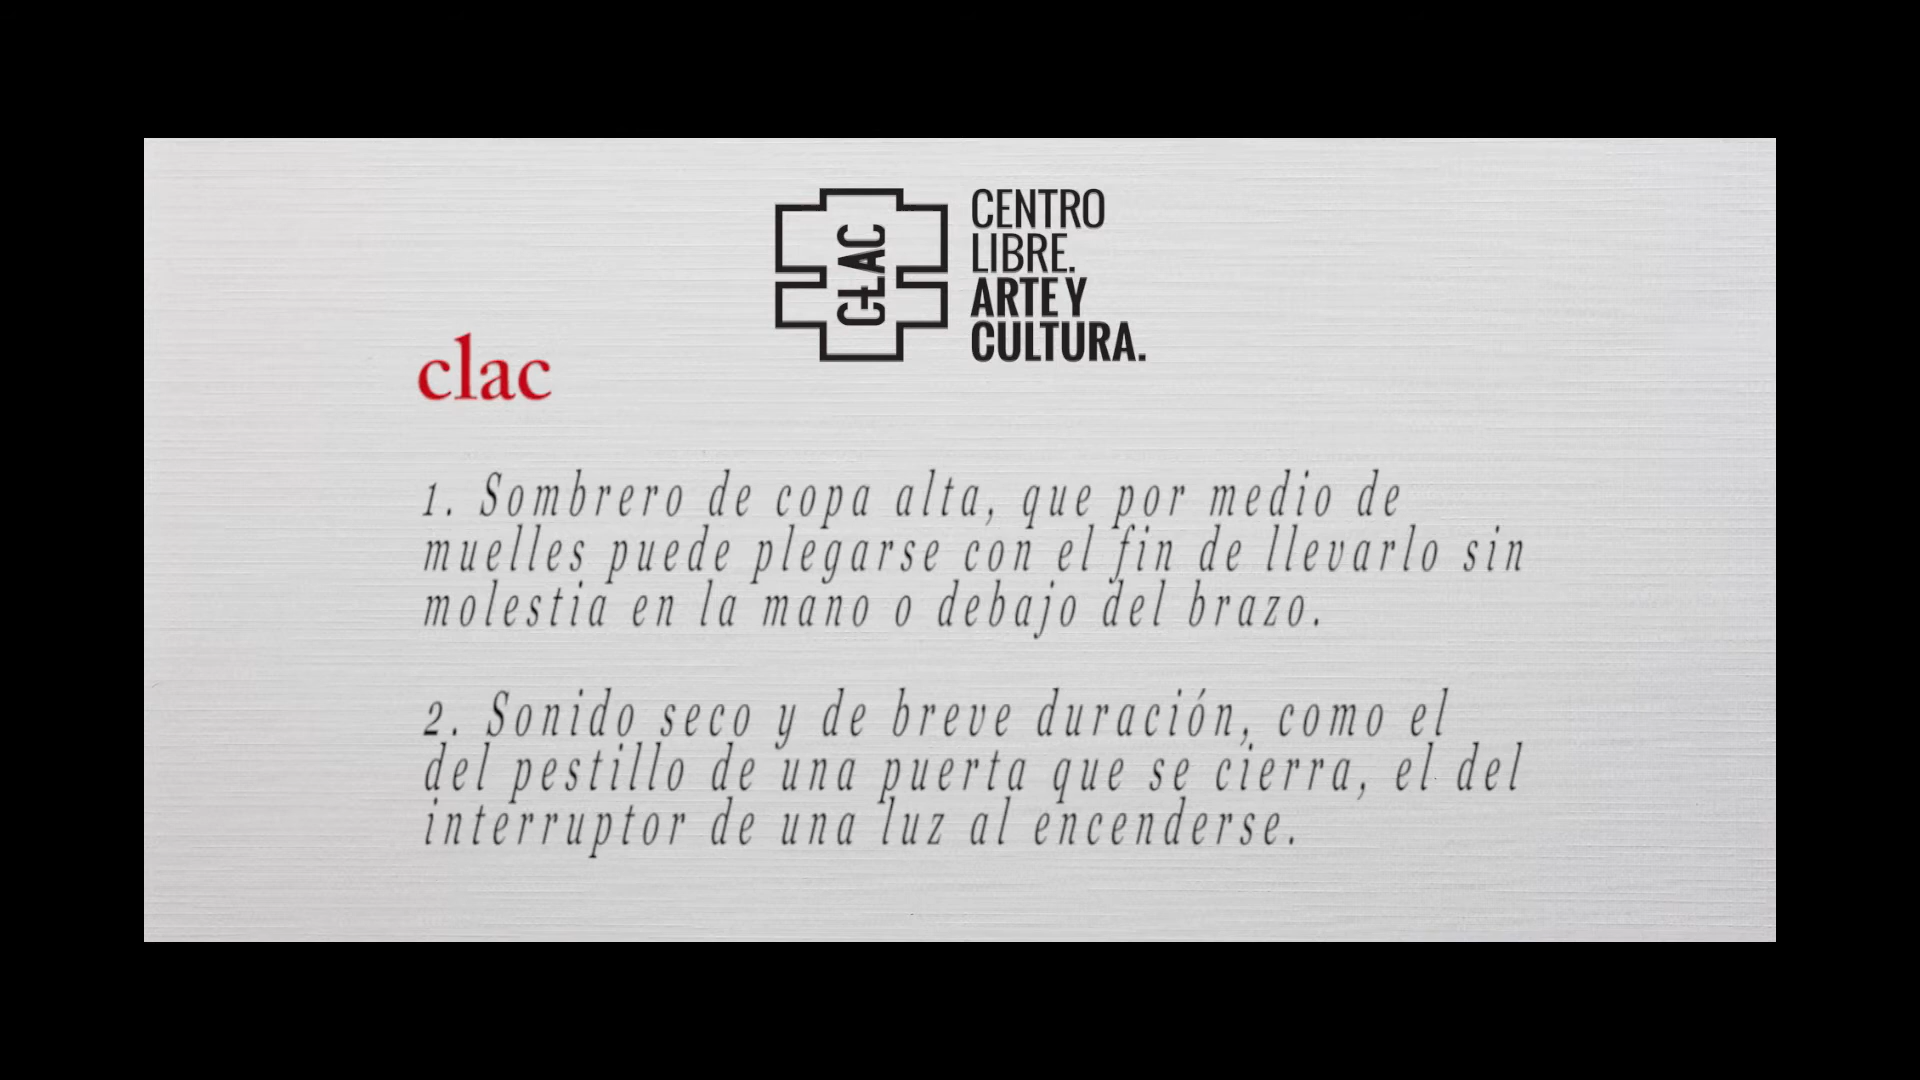 CLAC
CENTRO
LIBRE.
ARTE Y
CULTURA.
clac
1. Sombrero de copa alta, que por medio de
muelles puede plegarse con el fin de llevarlo sin
molestia en la mano o debajo del brazo.
2. Sonido seco y de breve duración, como el
del pestillo de una puerta que se cierra, el del
interruptor de una luz al encenderse.